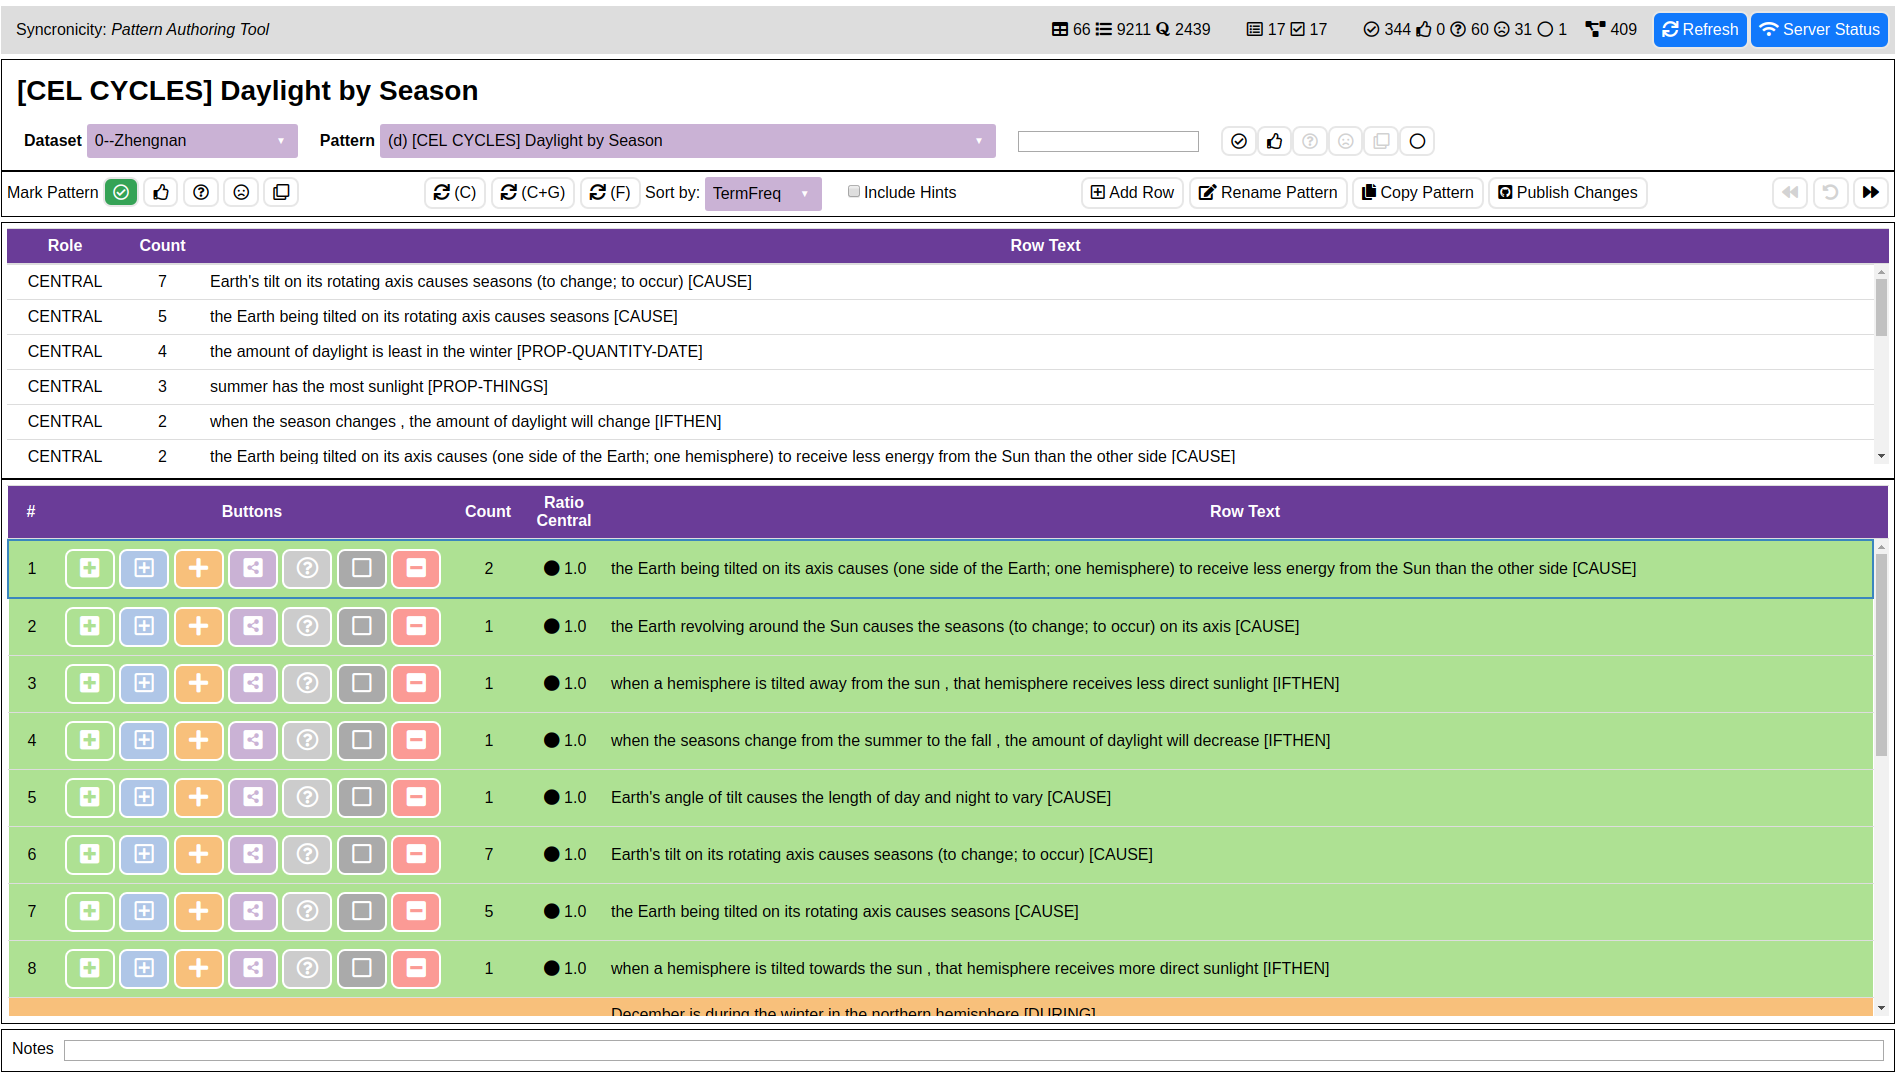 Syncronicity: Pattern Authoring Tool 66 9211 2439 17 17 344 0 60 31 1 409 Refresh Server Status
[CEL CYCLES] Daylight by Season
Dataset 0--Zhengnan Pattern (d) [CEL CYCLES] Daylight by Season
Mark Pattern (C) (C+G) (F) Sort by: TermFreq Include Hints Add Row Rename Pattern Copy Pattern Publish Changes
Role Count Row Text
CENTRAL 7 Earth's tilt on its rotating axis causes seasons (to change; to occur) [CAUSE]
CENTRAL 5 the Earth being tilted on its rotating axis causes seasons [CAUSE]
CENTRAL 4 the amount of daylight is least in the winter [PROP-QUANTITY-DATE]
CENTRAL 3 summer has the most sunlight [PROP-THINGS]
CENTRAL 2 when the season changes , the amount of daylight will change [IFTHEN]
CENTRAL 2 the Earth being tilted on its axis causes (one side of the Earth; one hemisphere) to receive less energy from the Sun than the other side [CAUSE]
# Buttons Count Ratio Central Row Text
1 2 1.0 the Earth being tilted on its axis causes (one side of the Earth; one hemisphere) to receive less energy from the Sun than the other side [CAUSE]
2 1 1.0 the Earth revolving around the Sun causes the seasons (to change; to occur) on its axis [CAUSE]
3 1 1.0 when a hemisphere is tilted away from the sun , that hemisphere receives less direct sunlight [IFTHEN]
4 1 1.0 when the seasons change from the summer to the fall , the amount of daylight will decrease [IFTHEN]
5 1 1.0 Earth's angle of tilt causes the length of day and night to vary [CAUSE]
6 7 1.0 Earth's tilt on its rotating axis causes seasons (to change; to occur) [CAUSE]
7 5 1.0 the Earth being tilted on its rotating axis causes seasons [CAUSE]
8 1 1.0 when a hemisphere is tilted towards the sun , that hemisphere receives more direct sunlight [IFTHEN]
December is during the winter in the northern hemisphere [DURING]
Notes